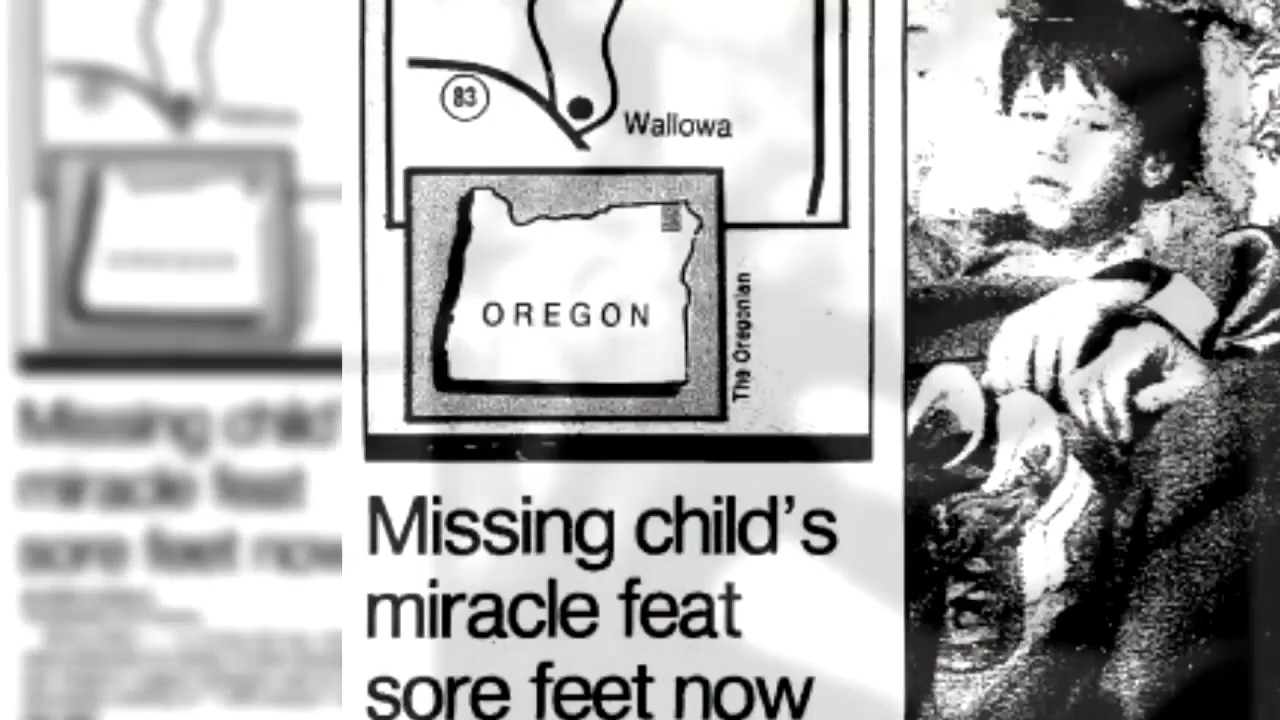 83
Wallowa
OREGON
The Oregonian
Missing child's
miracle feat
sore feet now